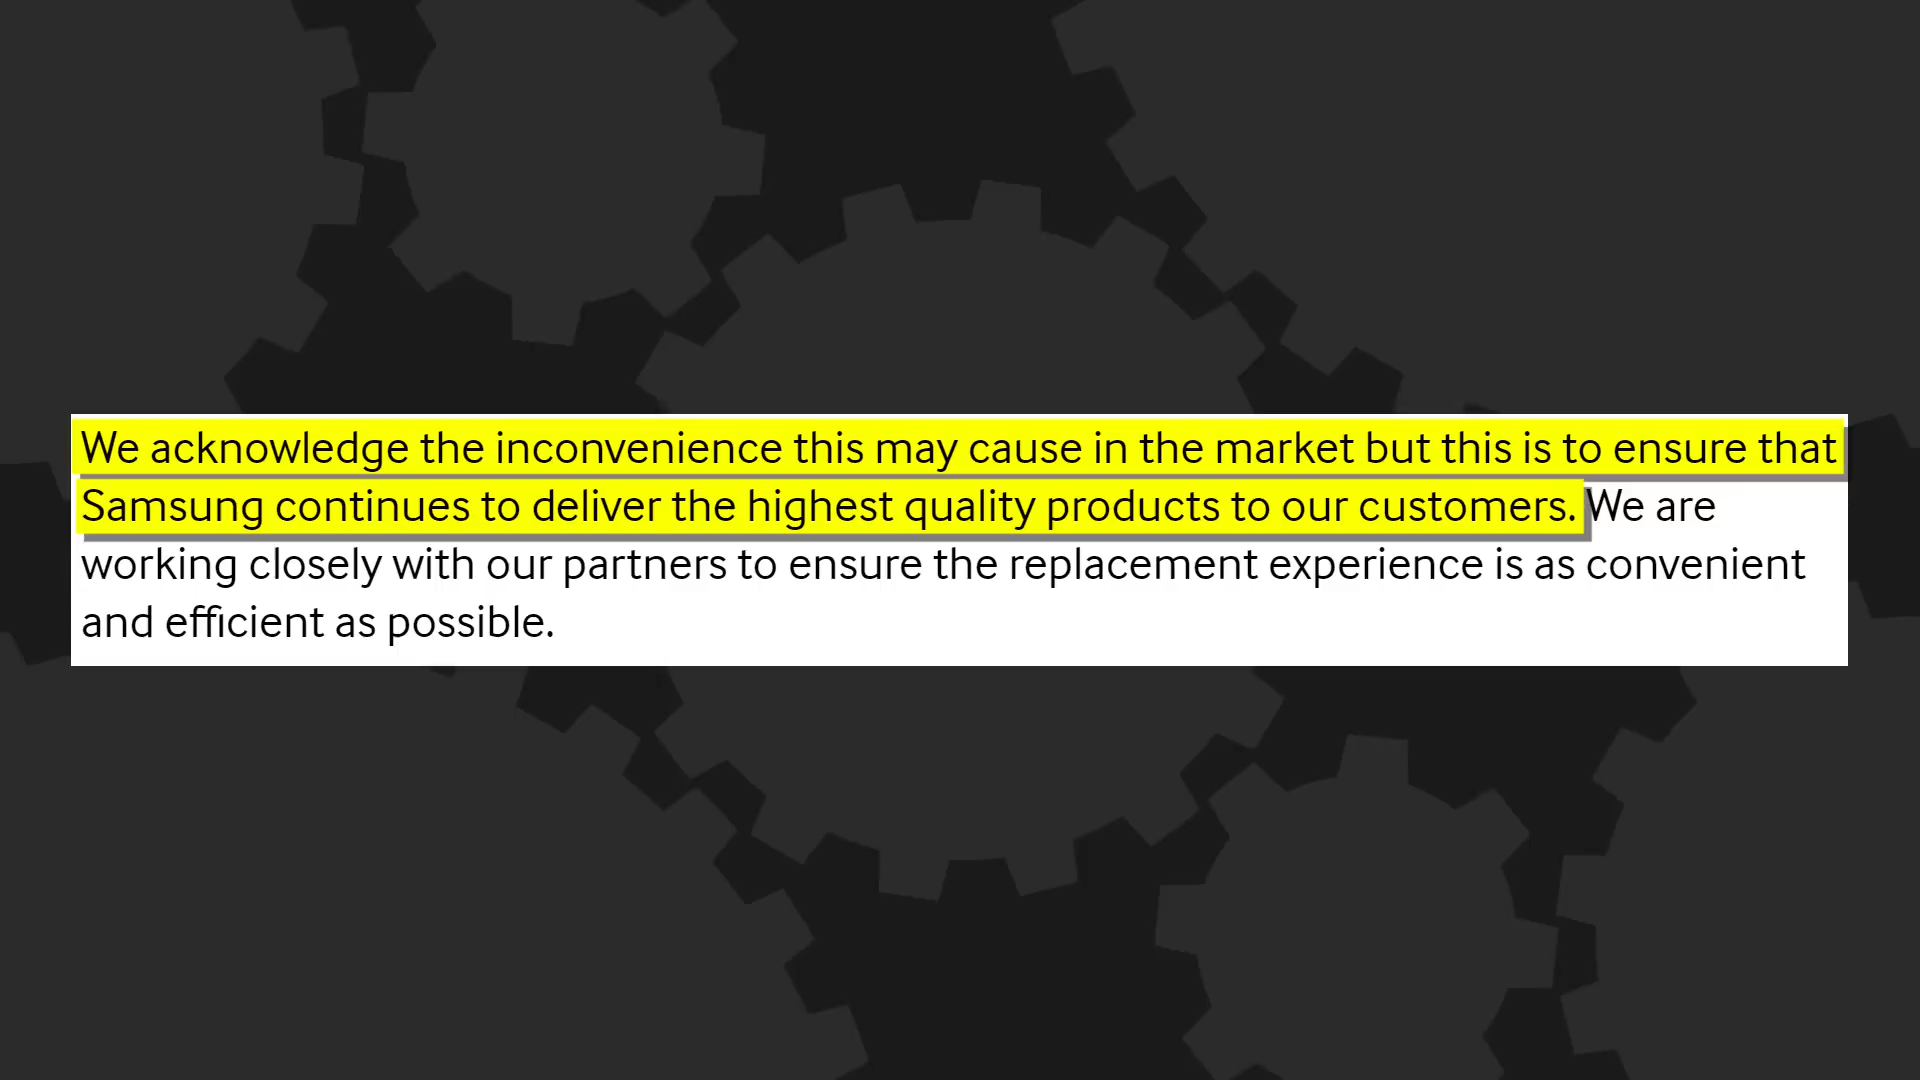 We acknowledge the inconvenience this may cause in the market but this is to ensure that
Samsung continues to deliver the highest quality products to our customers. We are
working closely with our partners to ensure the replacement experience is as convenient
and efficient as possible.